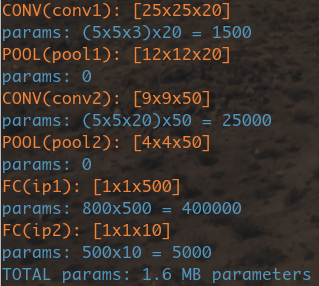 CONV(conv1): [25x25x20]
params: (5x5x3)x20 = 1500
POOL(pool1): [12x12x20]
params: 0
CONV(conv2): [9x9x50]
params: (5x5x20)x50 = 25000
POOL(pool2): [4x4x50]
params: 0
FC(ip1): [1x1x500]
params: 800x500 = 400000
FC(ip2): [1x1x10]
params: 500x10 = 5000
TOTAL params: 1.6 MB parameters